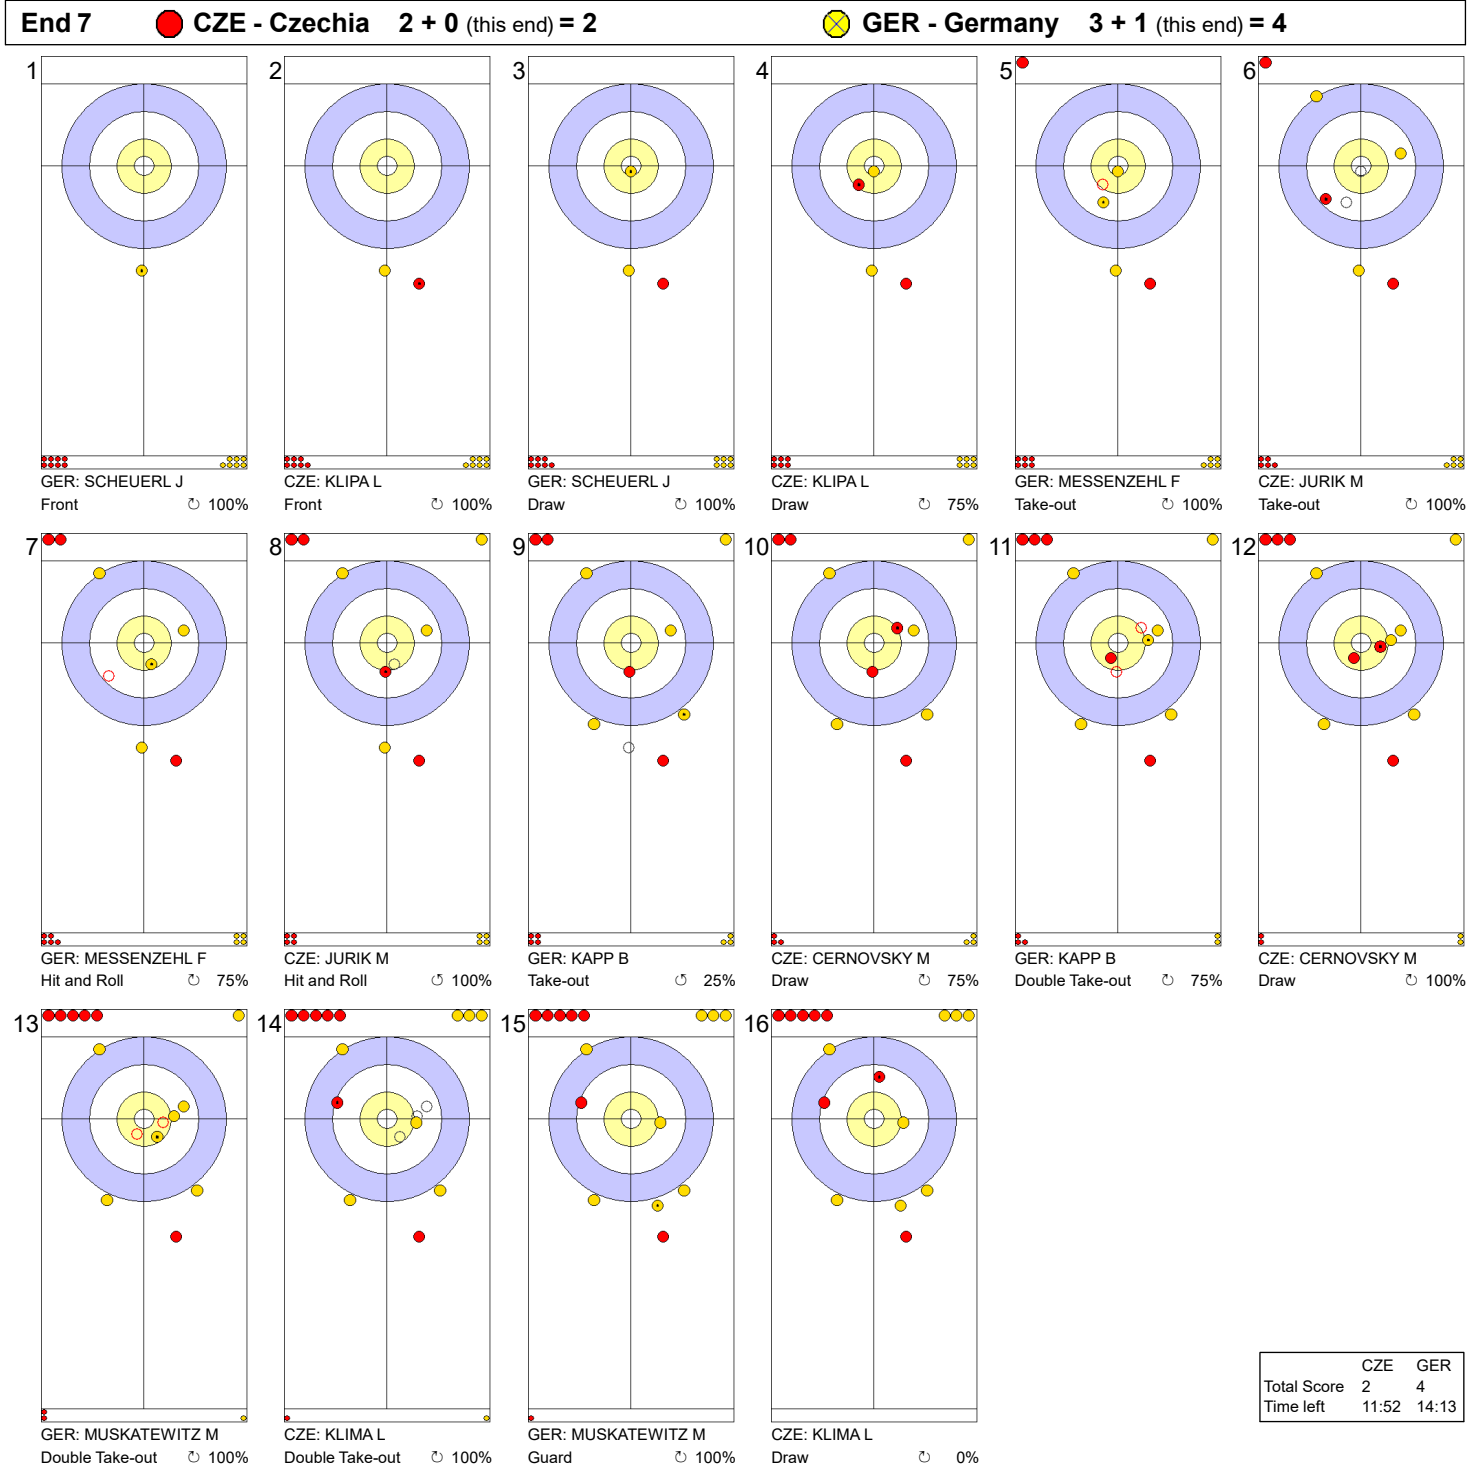 End 7 CZE - Czechia 2 + 0 (this end) = 2 GER - Germany 3 + 1 (this end) = 4
1 2 3 4 5 6
GER: SCHEUERL J CZE: KLIPA L GER: SCHEUERL J CZE: KLIPA L GER: MESSENZEHL F CZE: JURIK M
Front ↻ 100% Front ↻ 100% Draw ↻ 100% Draw ↻ 75% Take-out ↻ 100% Take-out ↻ 100%
7 8 9 10 11 12
GER: MESSENZEHL F CZE: JURIK M GER: KAPP B CZE: CERNOVSKY M GER: KAPP B CZE: CERNOVSKY M
Hit and Roll ↻ 75% Hit and Roll ↺ 100% Take-out ↺ 25% Draw ↻ 75% Double Take-out ↻ 75% Draw ↻ 100%
13 14 15 16
GER: MUSKATEWITZ M CZE: KLIMA L GER: MUSKATEWITZ M CZE: KLIMA L
Double Take-out ↻ 100% Double Take-out ↻ 100% Guard ↻ 100% Draw ↻ 0%
CZE GER
Total Score 2 4
Time left 11:52 14:13